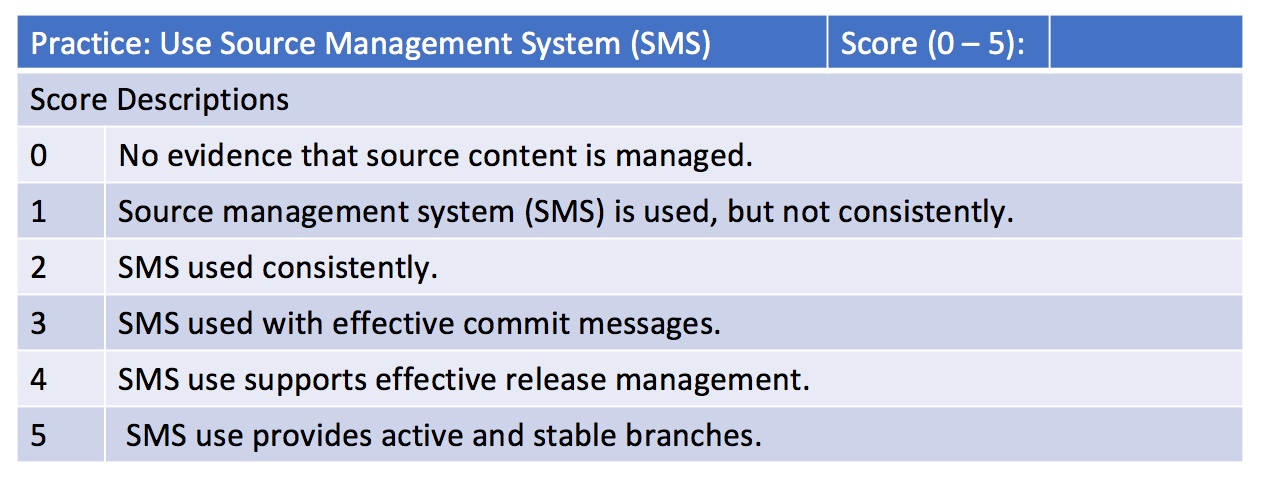 Practice: Use Source Management System (SMS) Score (0 – 5):
Score Descriptions
0 No evidence that source content is managed.
1 Source management system (SMS) is used, but not consistently.
2 SMS used consistently.
3 SMS used with effective commit messages.
4 SMS use supports effective release management.
5 SMS use provides active and stable branches.